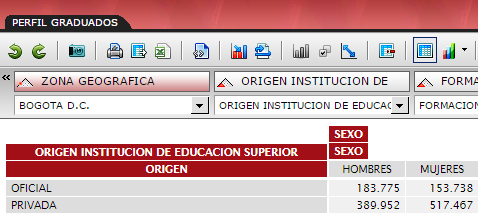 PERFIL GRADUADOS
ZONA GEOGRAFICA
ORIGEN INSTITUCION DE
FORMA
BOGOTA D.C.
ORIGEN INSTITUCION DE EDUCAC
FORMACION
SEXO
ORIGEN INSTITUCION DE EDUCACION SUPERIOR SEXO
ORIGEN HOMBRES MUJERES
OFICIAL 183.775 153.738
PRIVADA 389.952 517.467